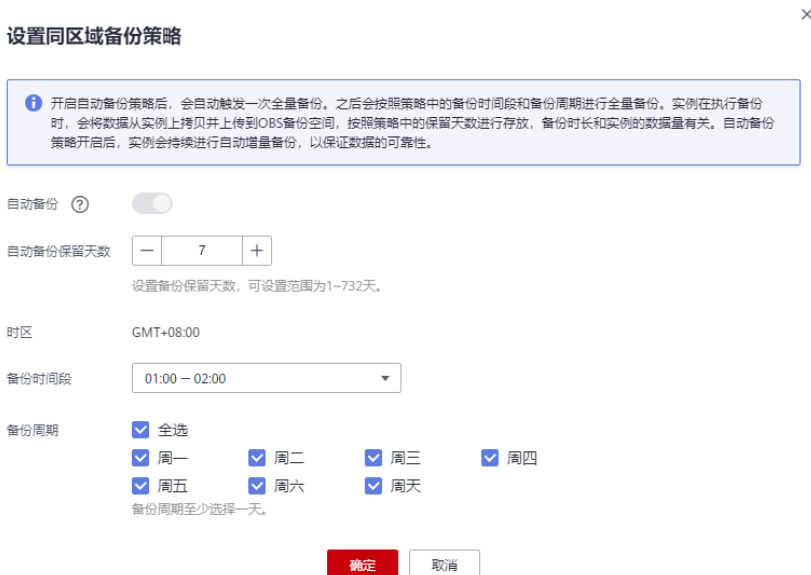 设置同区域备份策略
开启自动备份策略后，会自动触发一次全量备份。之后会按照策略中的备份时间段和备份周期进行全量备份。实例在执行备份
时，会将数据从实例上拷贝并上传到OBS备份空间，按照策略中的保留天数进行存放，备份时长和实例的数据量有关。自动备份
策略开启后，实例会持续进行自动增量备份，以保证数据的可靠性。
自动备份 ?
自动备份保留天数 — 7 +
设置备份保留天数，可设置范围为1~732天。
时区 GMT+08:00
备份时间段 01:00 — 02:00
备份周期 全选
周一 周二 周三 周四
周五 周六 周天
备份周期至少选择一天。
确定 取消